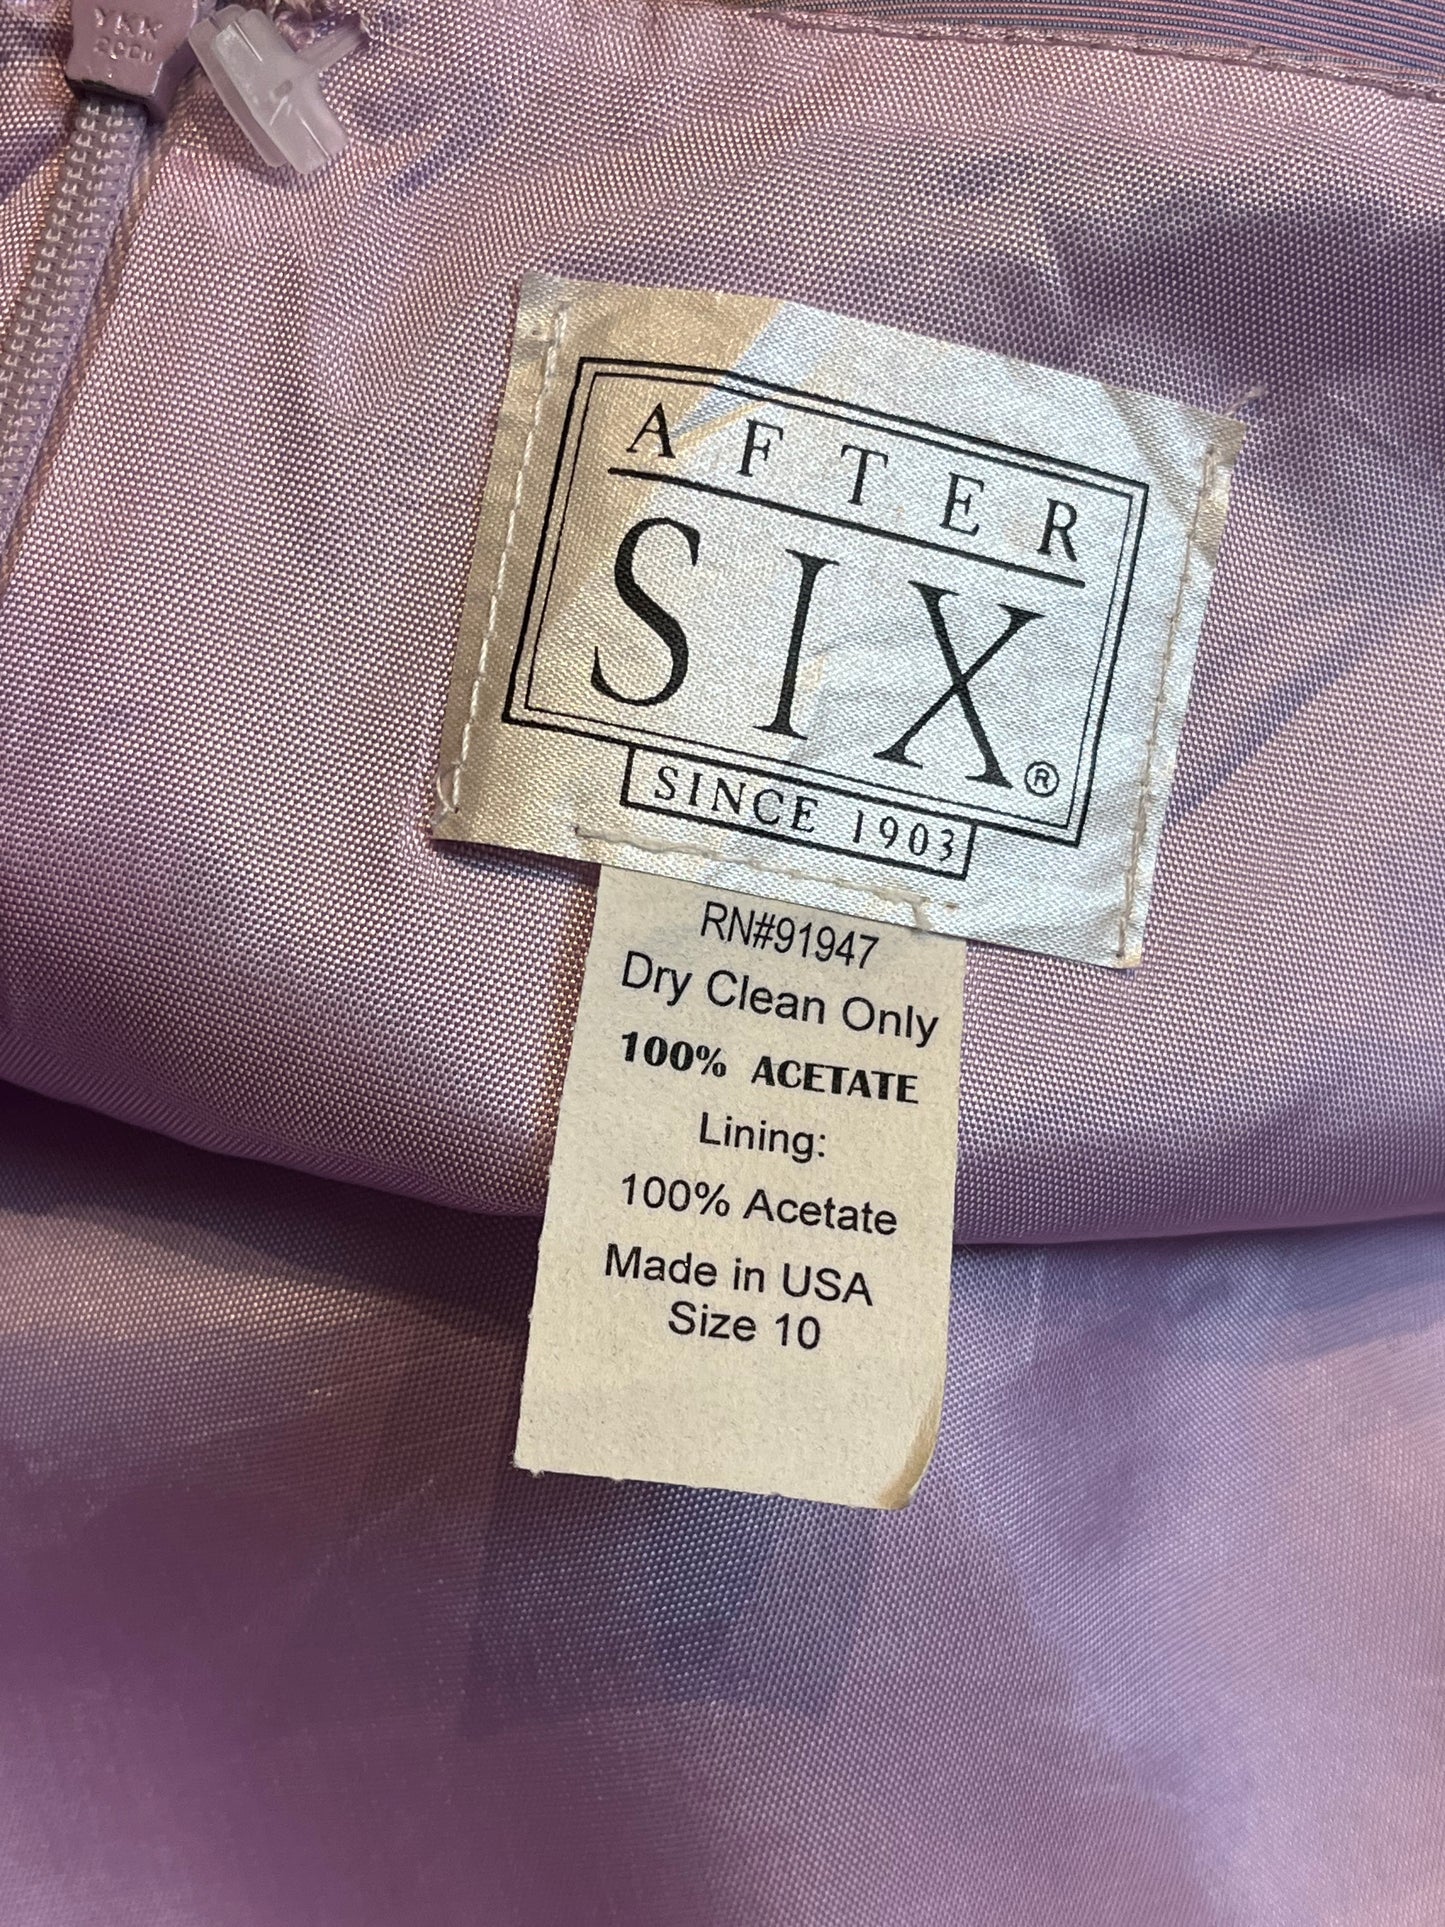 YKK
AFTER
SIX®
SINCE 1903
RN#91947
Dry Clean Only
100% ACETATE
Lining:
100% Acetate
Made in USA
Size 10